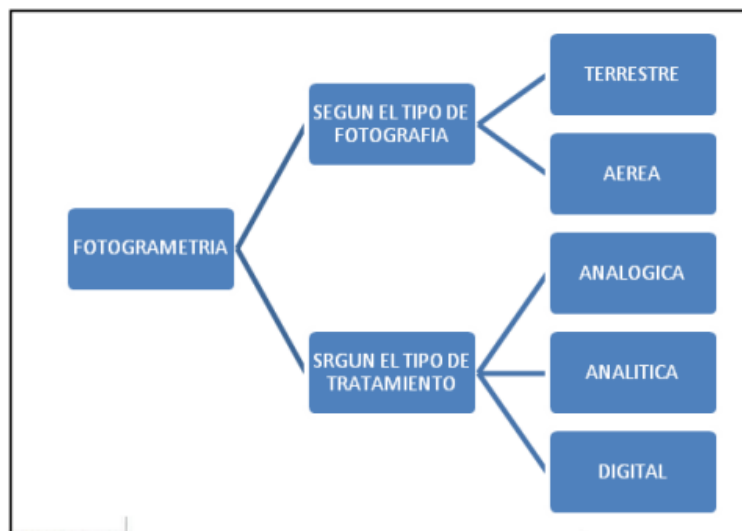 FOTOGRAMETRIA
SEGUN EL TIPO DE
FOTOGRAFIA
TERRESTRE
AEREA
SRGUN EL TIPO DE
TRATAMIENTO
ANALOGICA
ANALITICA
DIGITAL